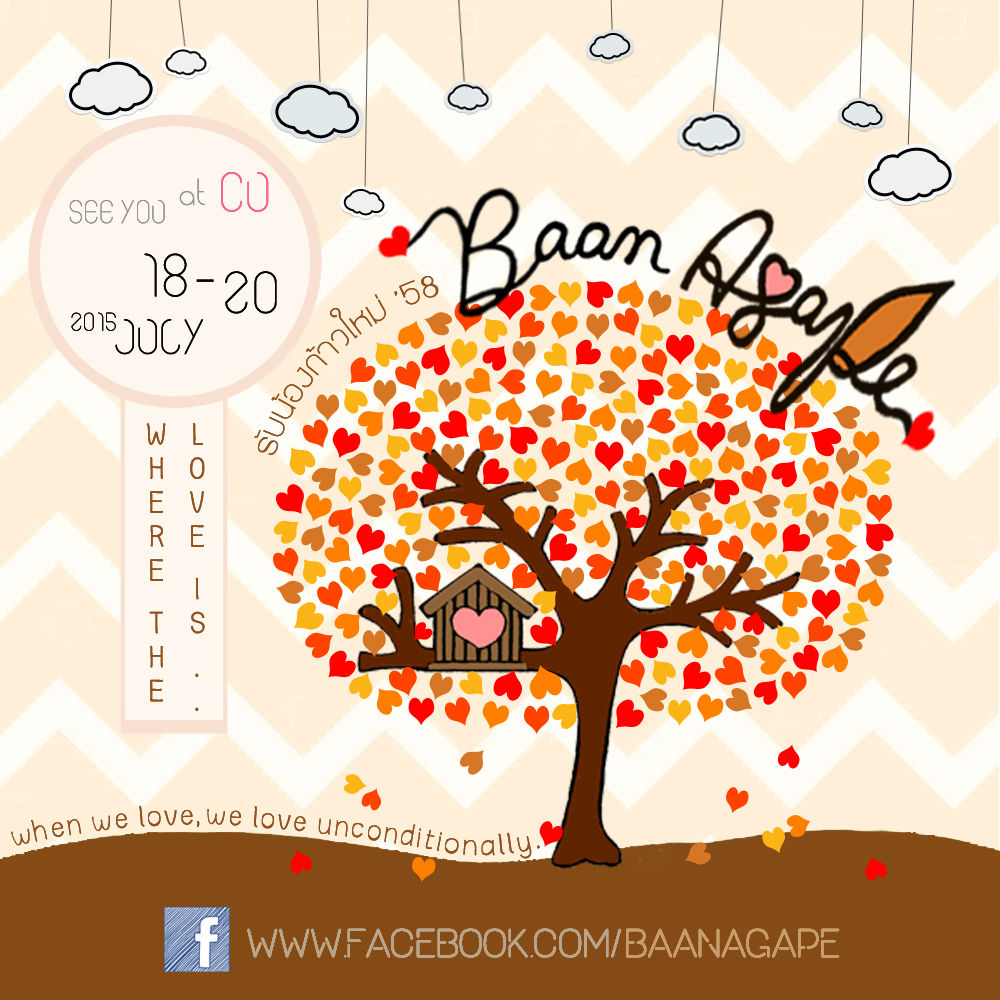 SEE YOU at CU
18-20
2015 JUCY
Baan Agape
รับน้องก้าวใหม่ '58
WHERE THE
LOVE IS . .
when we love, we love unconditionally.
f WWW.FACEBOOK.COM/BAANAGAPE